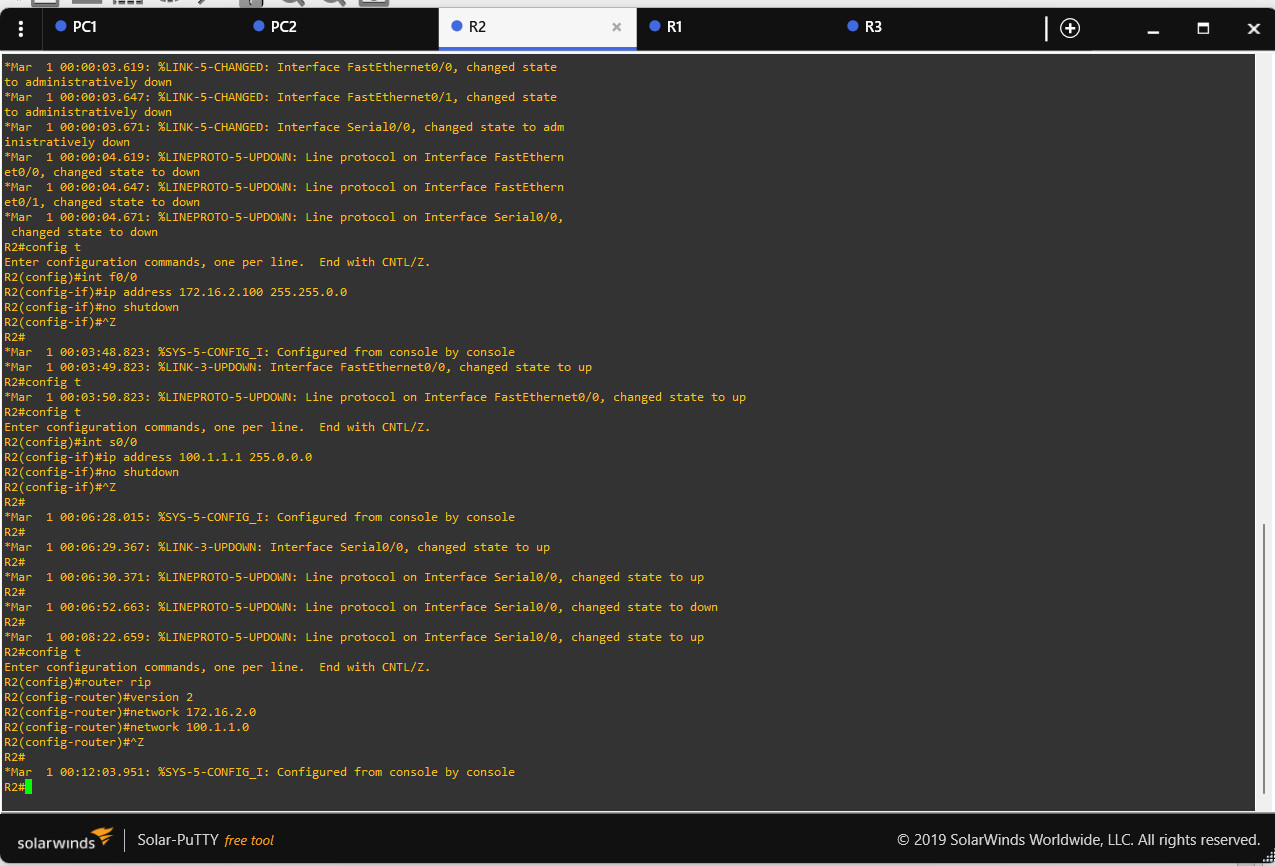 PC1
PC2
R2
R1
R3
*Mar  1 00:00:03.619: %LINK-5-CHANGED: Interface FastEthernet0/0, changed state
to administratively down
*Mar  1 00:00:03.647: %LINK-5-CHANGED: Interface FastEthernet0/1, changed state
to administratively down
*Mar  1 00:00:03.671: %LINK-5-CHANGED: Interface Serial0/0, changed state to adm
inistratively down
*Mar  1 00:00:04.619: %LINEPROTO-5-UPDOWN: Line protocol on Interface FastEthern
et0/0, changed state to down
*Mar  1 00:00:04.647: %LINEPROTO-5-UPDOWN: Line protocol on Interface FastEthern
et0/1, changed state to down
*Mar  1 00:00:04.671: %LINEPROTO-5-UPDOWN: Line protocol on Interface Serial0/0,
 changed state to down
R2#config t
Enter configuration commands, one per line.  End with CNTL/Z.
R2(config)#int f0/0
R2(config-if)#ip address 172.16.2.100 255.255.0.0
R2(config-if)#no shutdown
R2(config-if)#^Z
R2#
*Mar  1 00:03:48.823: %SYS-5-CONFIG_I: Configured from console by console
*Mar  1 00:03:49.823: %LINK-3-UPDOWN: Interface FastEthernet0/0, changed state to up
R2#config t
*Mar  1 00:03:50.823: %LINEPROTO-5-UPDOWN: Line protocol on Interface FastEthernet0/0, changed state to up
R2#config t
Enter configuration commands, one per line.  End with CNTL/Z.
R2(config)#int s0/0
R2(config-if)#ip address 100.1.1.1 255.0.0.0
R2(config-if)#no shutdown
R2(config-if)#^Z
R2#
*Mar  1 00:06:28.015: %SYS-5-CONFIG_I: Configured from console by console
R2#
*Mar  1 00:06:29.367: %LINK-3-UPDOWN: Interface Serial0/0, changed state to up
R2#
*Mar  1 00:06:30.371: %LINEPROTO-5-UPDOWN: Line protocol on Interface Serial0/0, changed state to up
R2#
*Mar  1 00:06:52.663: %LINEPROTO-5-UPDOWN: Line protocol on Interface Serial0/0, changed state to down
R2#
*Mar  1 00:08:22.659: %LINEPROTO-5-UPDOWN: Line protocol on Interface Serial0/0, changed state to up
R2#config t
Enter configuration commands, one per line.  End with CNTL/Z.
R2(config)#router rip
R2(config-router)#version 2
R2(config-router)#network 172.16.2.0
R2(config-router)#network 100.1.1.0
R2(config-router)#^Z
R2#
*Mar  1 00:12:03.951: %SYS-5-CONFIG_I: Configured from console by console
R2#
solarwinds
Solar-PuTTY free tool
© 2019 SolarWinds Worldwide, LLC. All rights reserved.